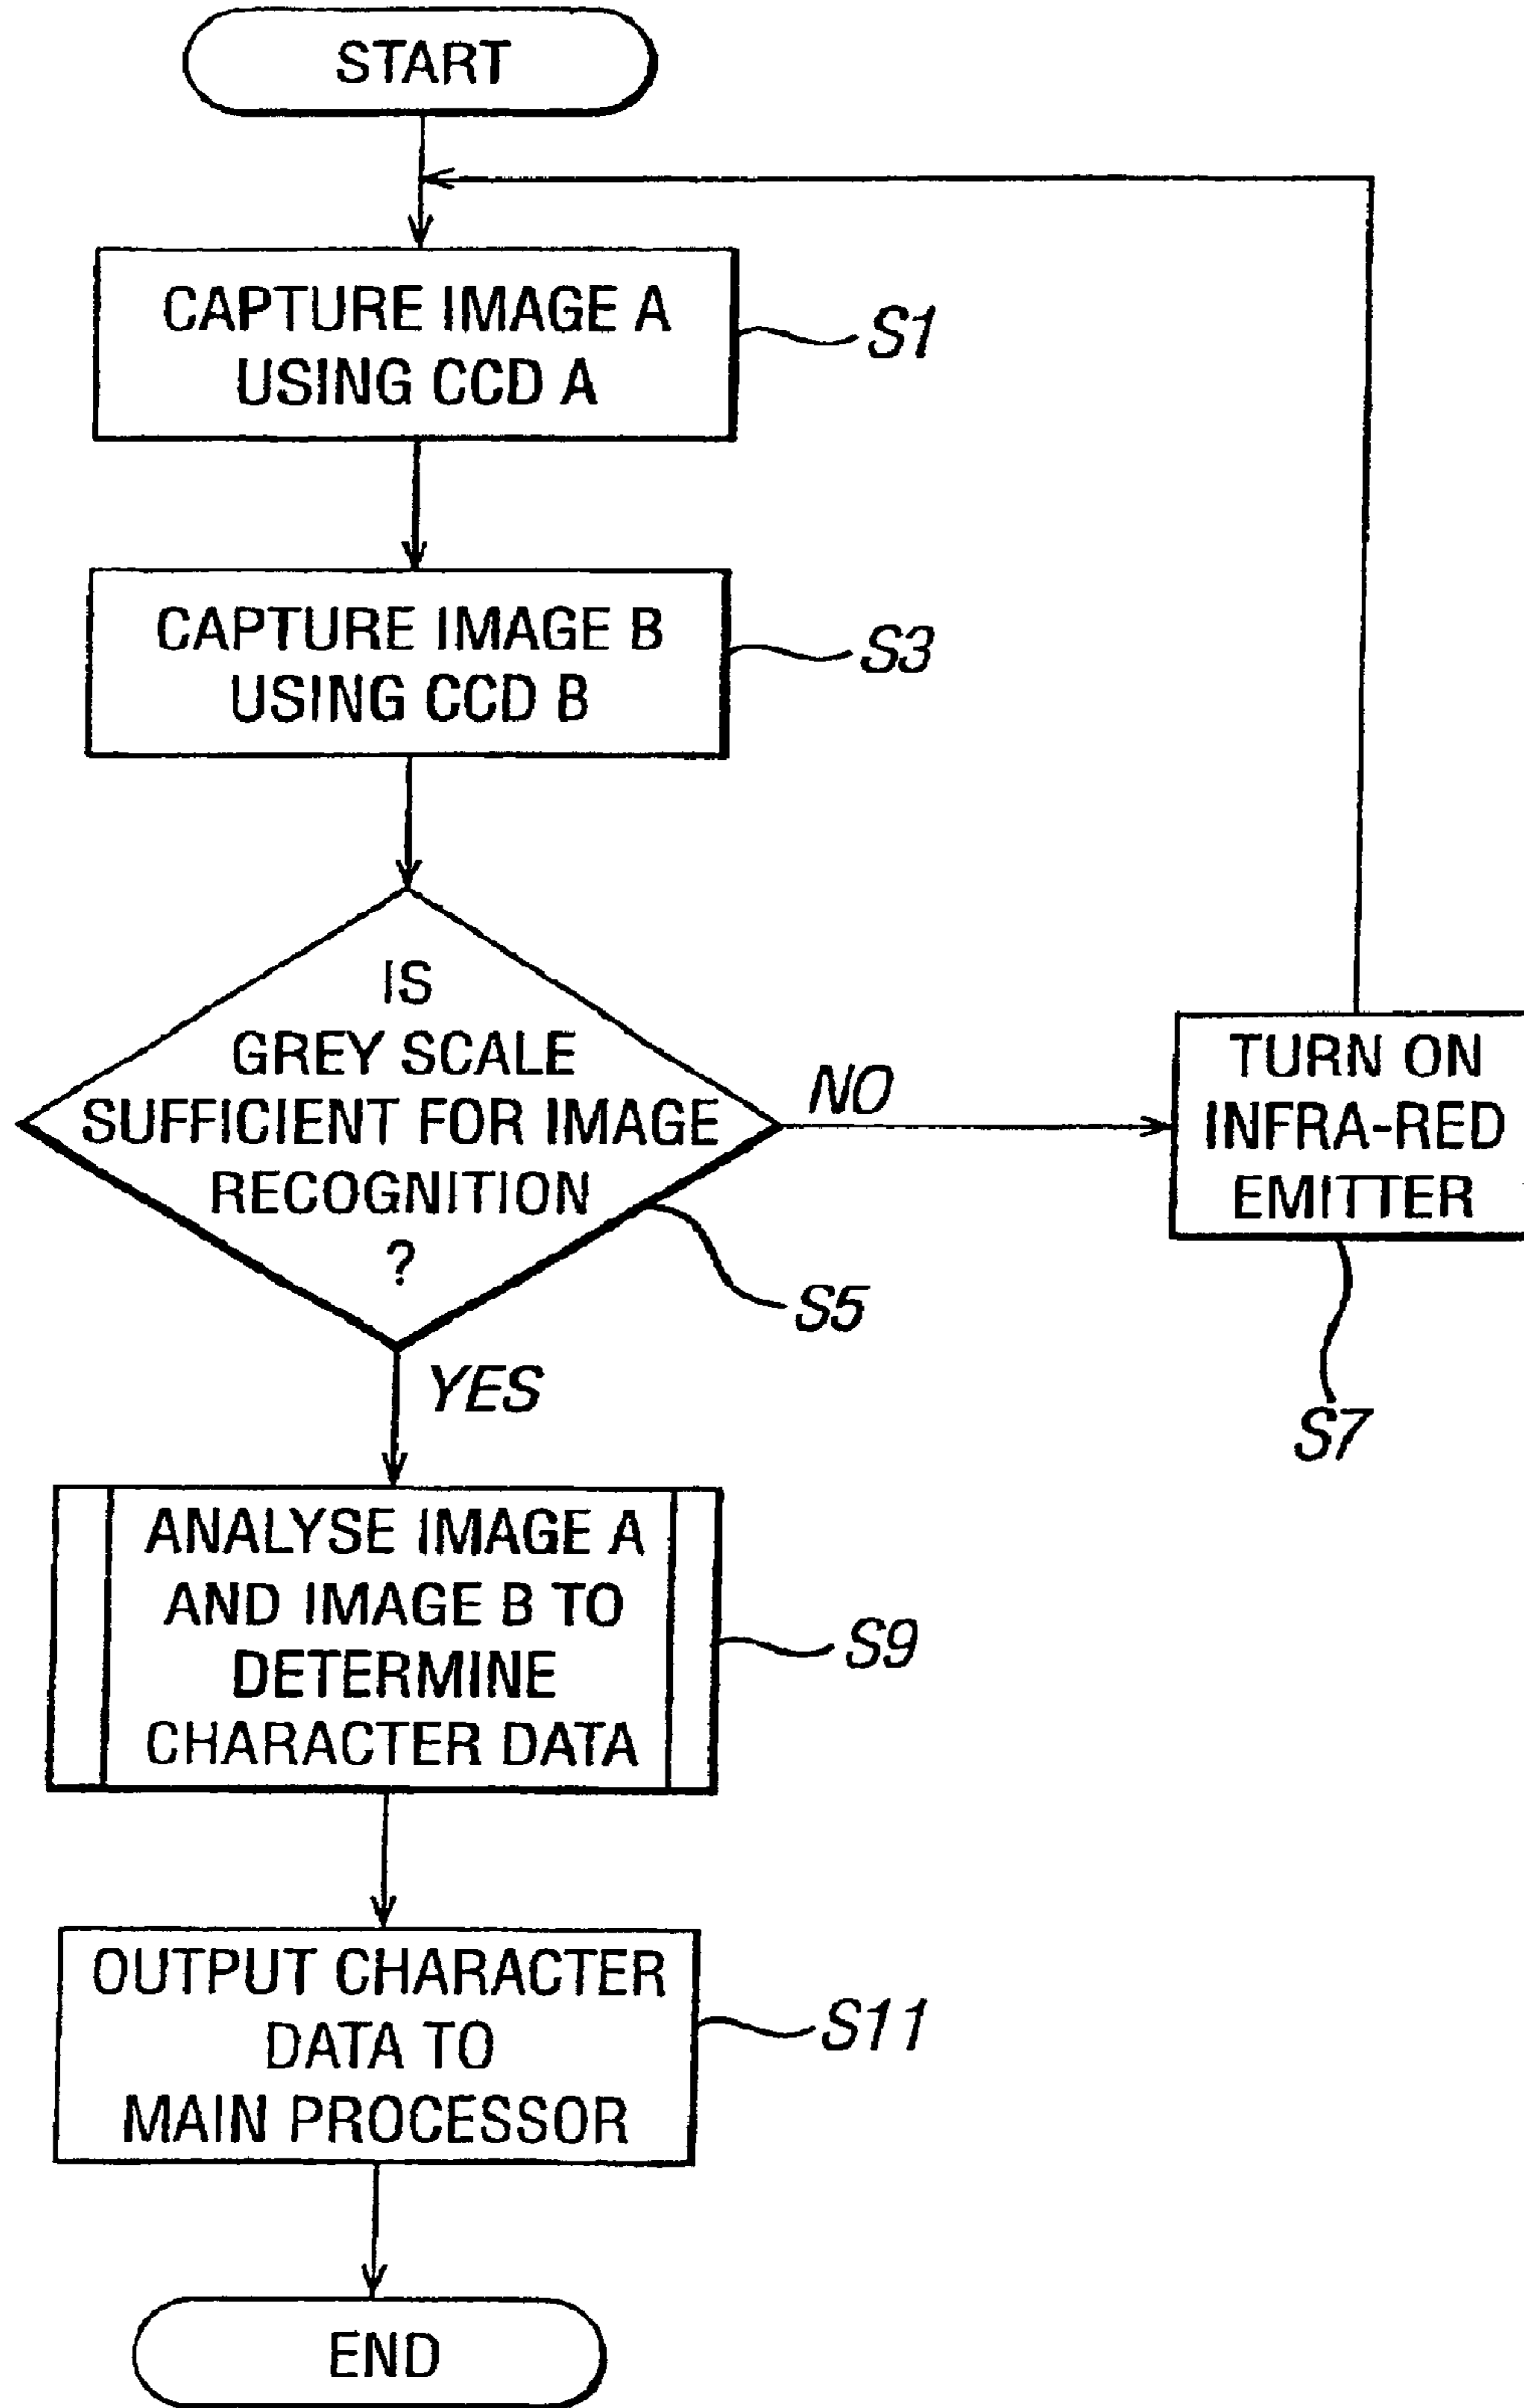 START
CAPTURE IMAGE A
USING CCD A
S1
CAPTURE IMAGE B
USING CCD B
S3
IS
GREY SCALE
SUFFICIENT FOR IMAGE
RECOGNITION
?
S5
NO
TURN ON
INFRA-RED
EMITTER
S7
YES
ANALYSE IMAGE A
AND IMAGE B TO
DETERMINE
CHARACTER DATA
S9
OUTPUT CHARACTER
DATA TO
MAIN PROCESSOR
S11
END